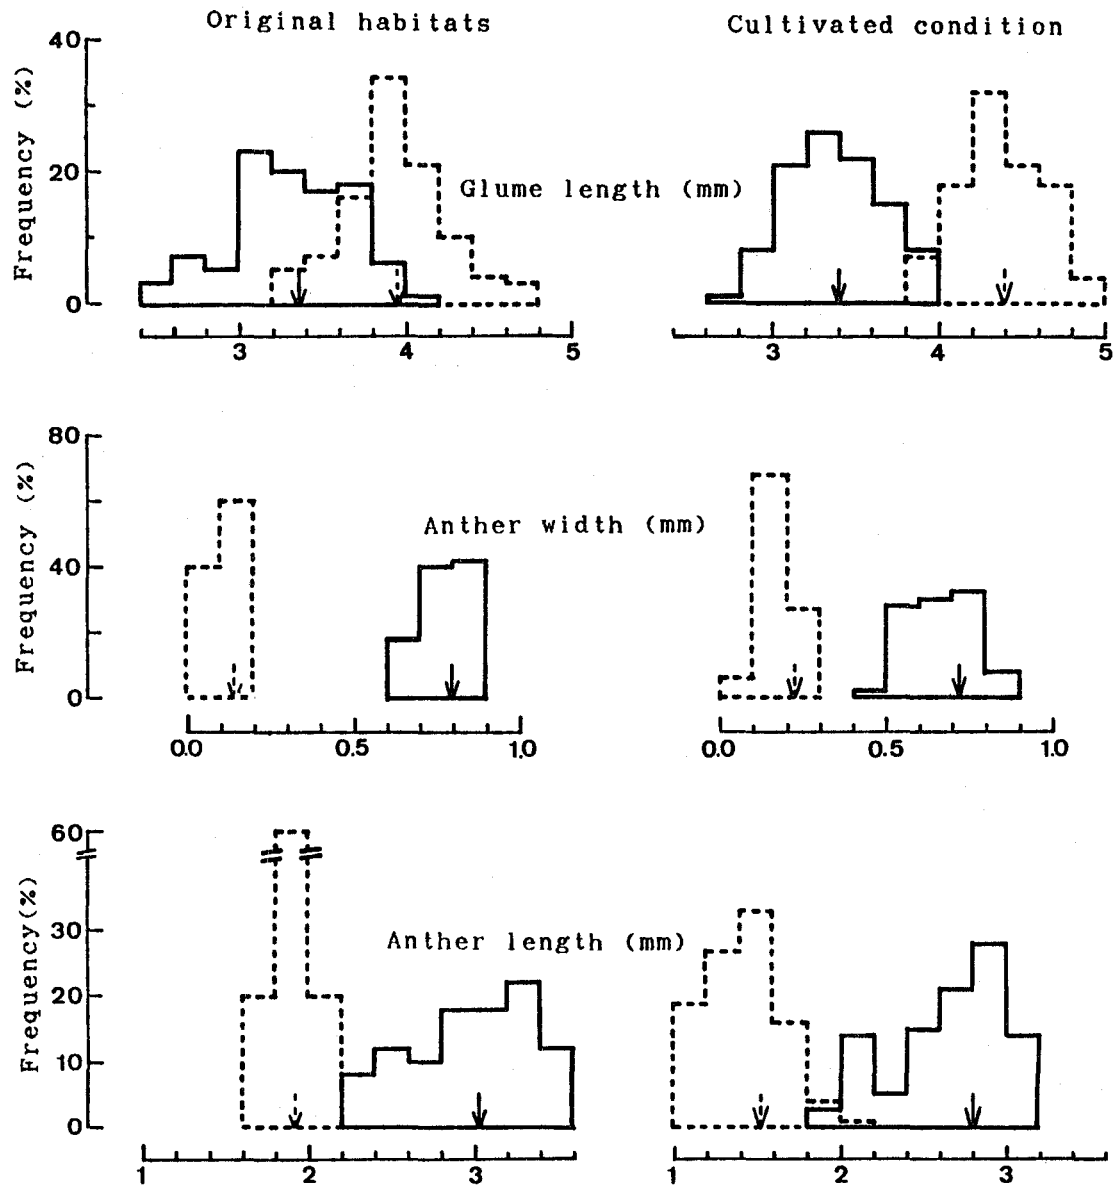 Original habitats
Cultivated condition
Frequency (%)
40
20
0
Glume length (mm)
3 4 5
3 4 5
Frequency (%)
80
40
0
Anther width (mm)
0.0 0.5 1.0
0.0 0.5 1.0
Frequency(%)
60
30
20
10
0
Anther length (mm)
1 2 3
1 2 3